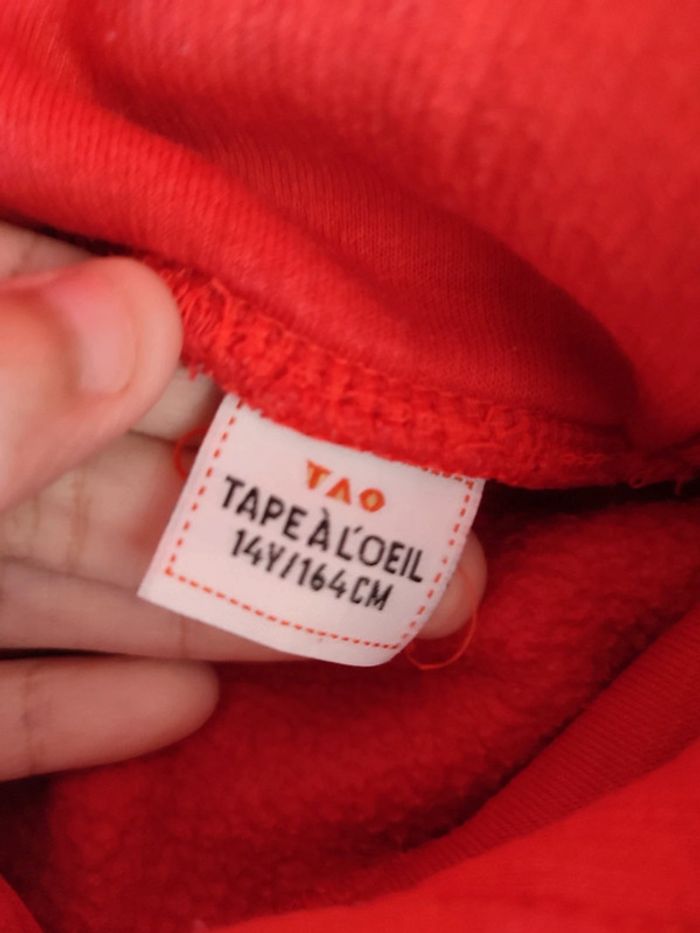 TAO
TAPE À L'OEIL
14Y/164CM